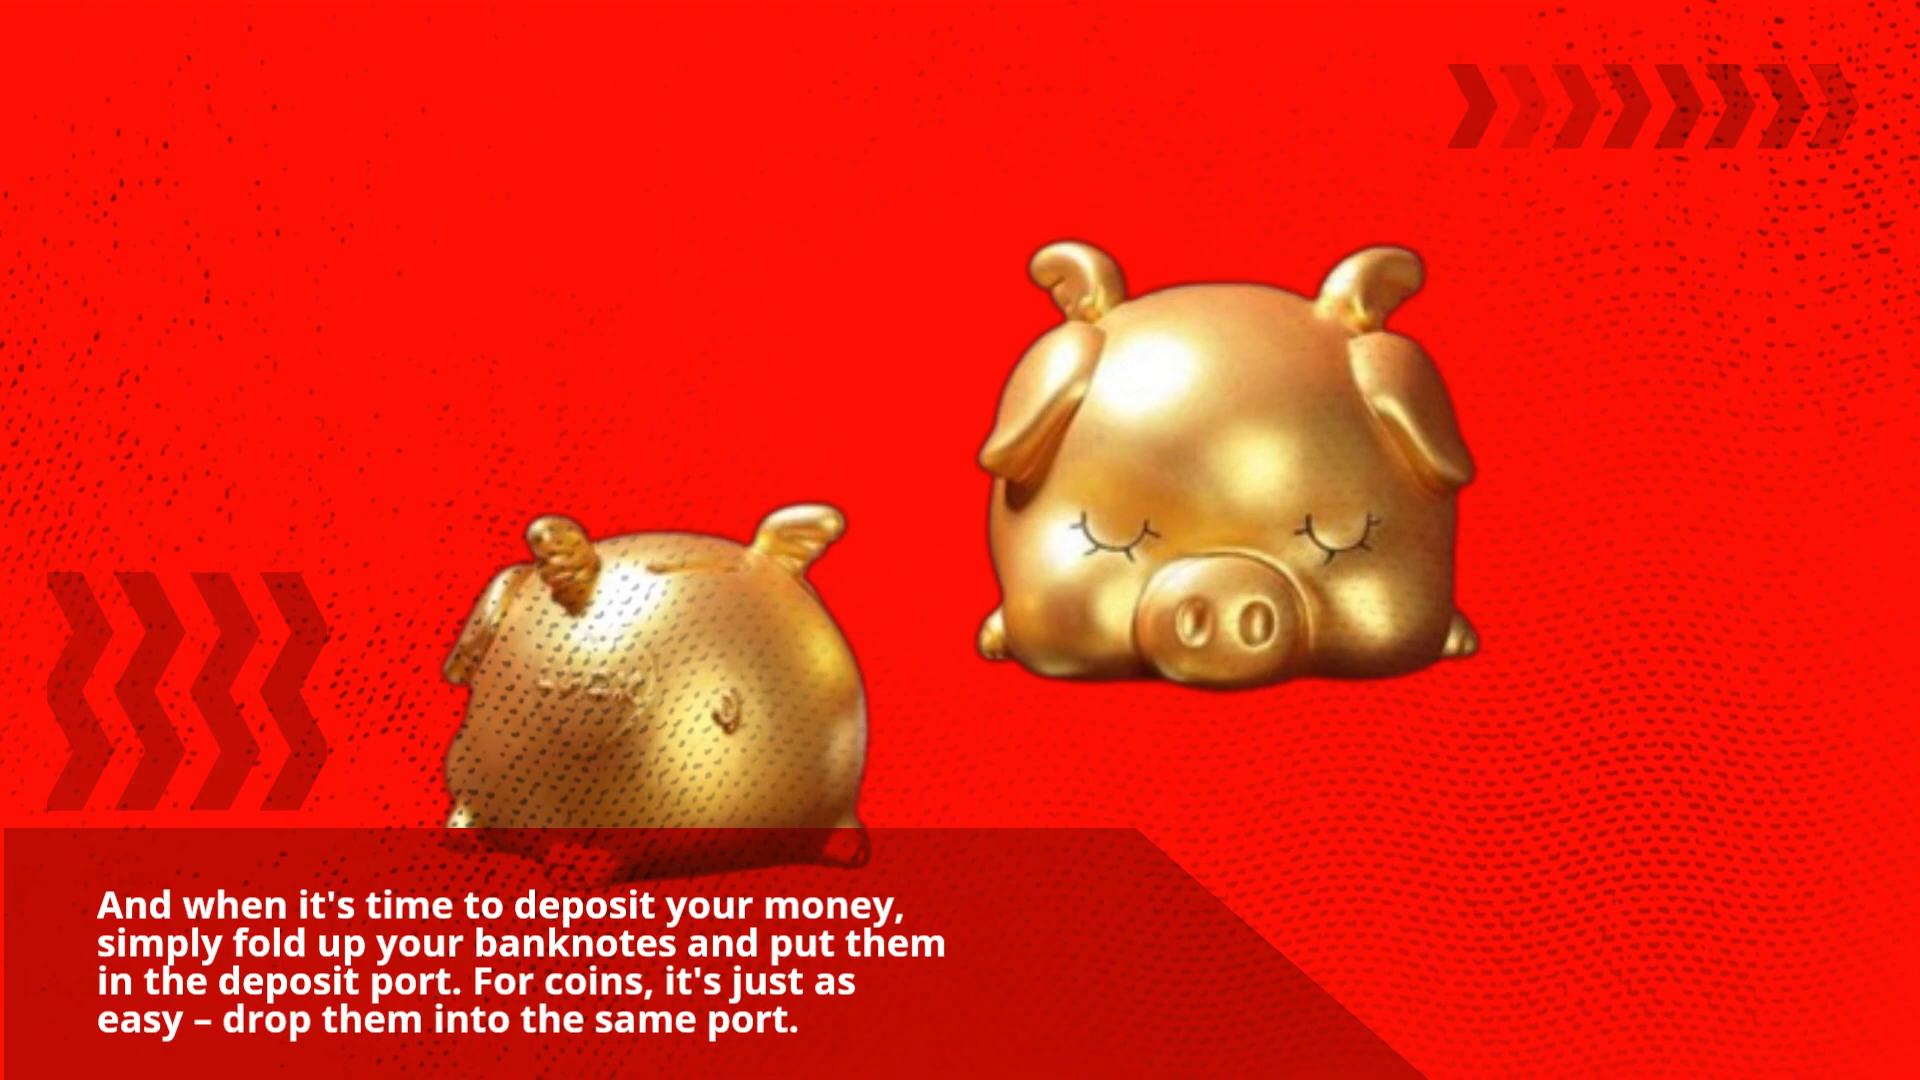 And when it's time to deposit your money,
simply fold up your banknotes and put them
in the deposit port. For coins, it's just as
easy – drop them into the same port.